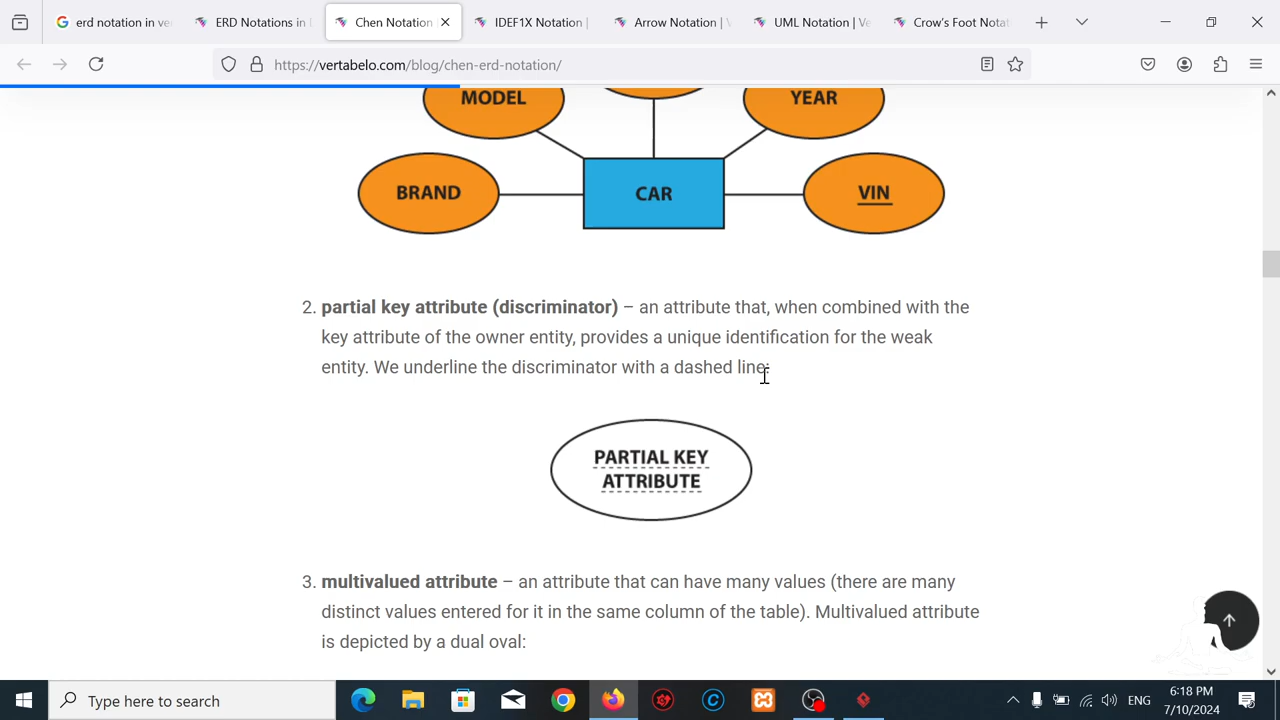 erd notation in ve
ERD Notations in
Chen Notation
IDEF1X Notation |
Arrow Notation | V
UML Notation | Ve
Crow's Foot Nota
https://vertabelo.com/blog/chen-erd-notation/
MODEL
YEAR
BRAND
CAR
VIN
2. partial key attribute (discriminator) – an attribute that, when combined with the
key attribute of the owner entity, provides a unique identification for the weak
entity. We underline the discriminator with a dashed line:
PARTIAL KEY
ATTRIBUTE
3. multivalued attribute – an attribute that can have many values (there are many
distinct values entered for it in the same column of the table). Multivalued attribute
is depicted by a dual oval:
Type here to search
ENG
6:18 PM
7/10/2024